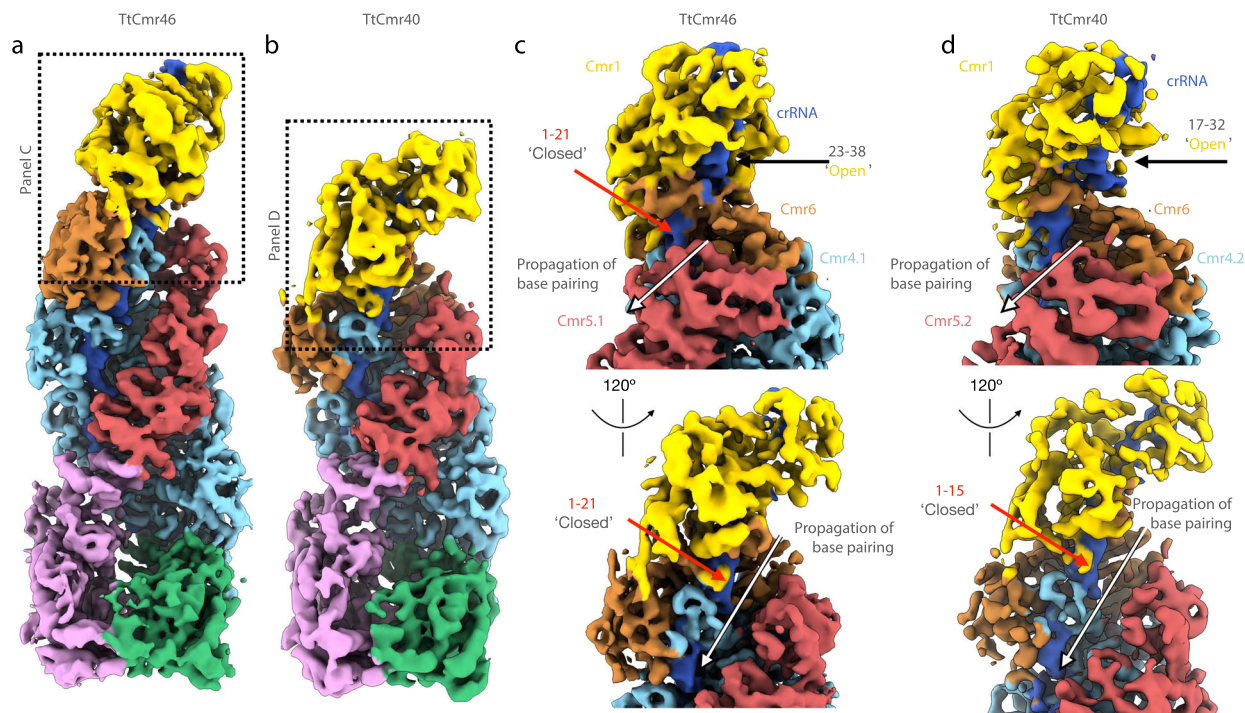 TtCmr46
TtCmr40
TtCmr46
TtCmr40
a
b
c
d
Panel C
Panel D
Cmr1
crRNA
1-21
'Closed'
23-38
'Open'
Cmr6
Cmr4.1
Propagation of
base pairing
Cmr5.1
Cmr1
crRNA
17-32
'Open'
Cmr6
Cmr4.2
Propagation of
base pairing
Cmr5.2
120º
1-21
'Closed'
Propagation of
base pairing
120º
1-15
'Closed'
Propagation of
base pairing